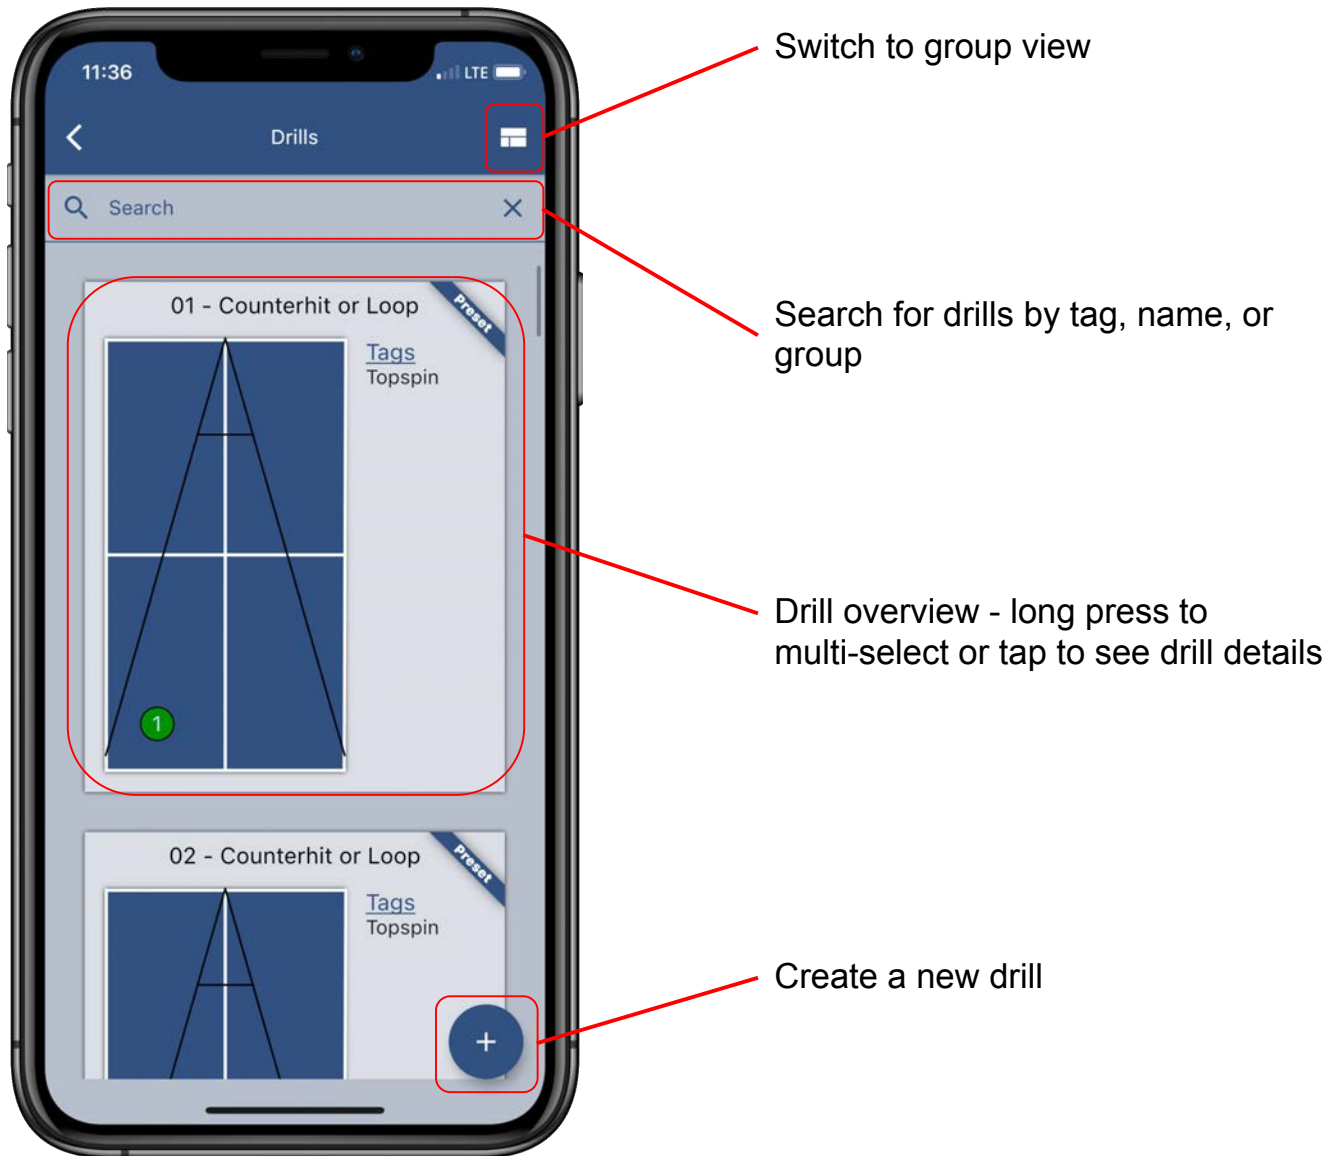 Switch to group view
11:36
LTE
Drills
Search
01 - Counterhit or Loop
Preset
Tags
Topspin
Search for drills by tag, name, or
group
1
Drill overview - long press to
multi-select or tap to see drill details
02 - Counterhit or Loop
Preset
Tags
Topspin
Create a new drill
+